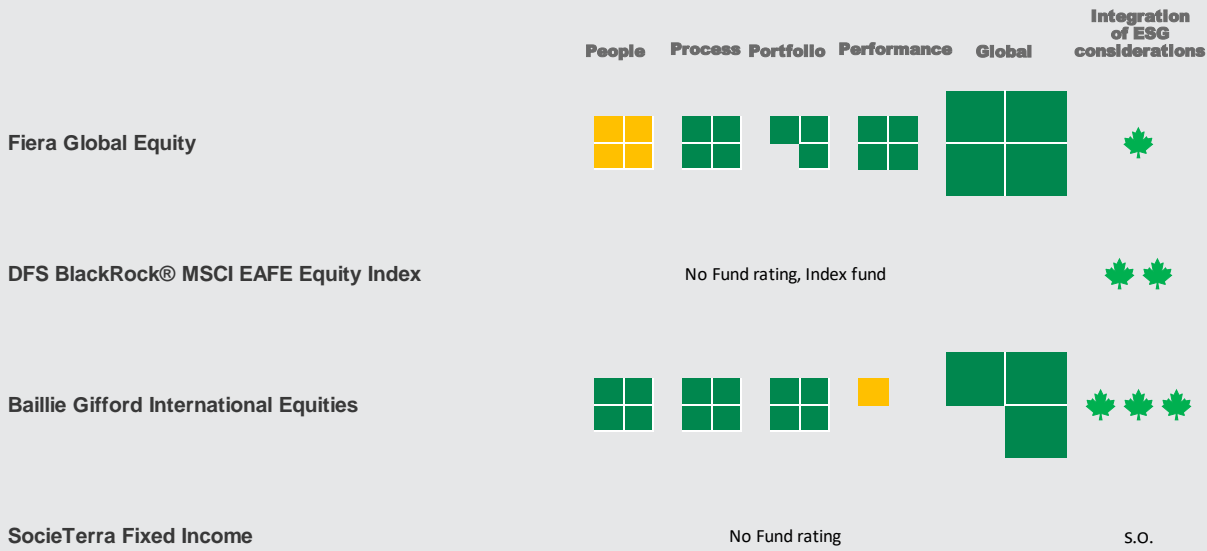 Integration
of ESG
considerations
People Process Portfolio Performance Global
Fiera Global Equity
DFS BlackRock® MSCI EAFE Equity Index No Fund rating, Index fund
Baillie Gifford International Equities
SocieTerra Fixed Income No Fund rating S.O.